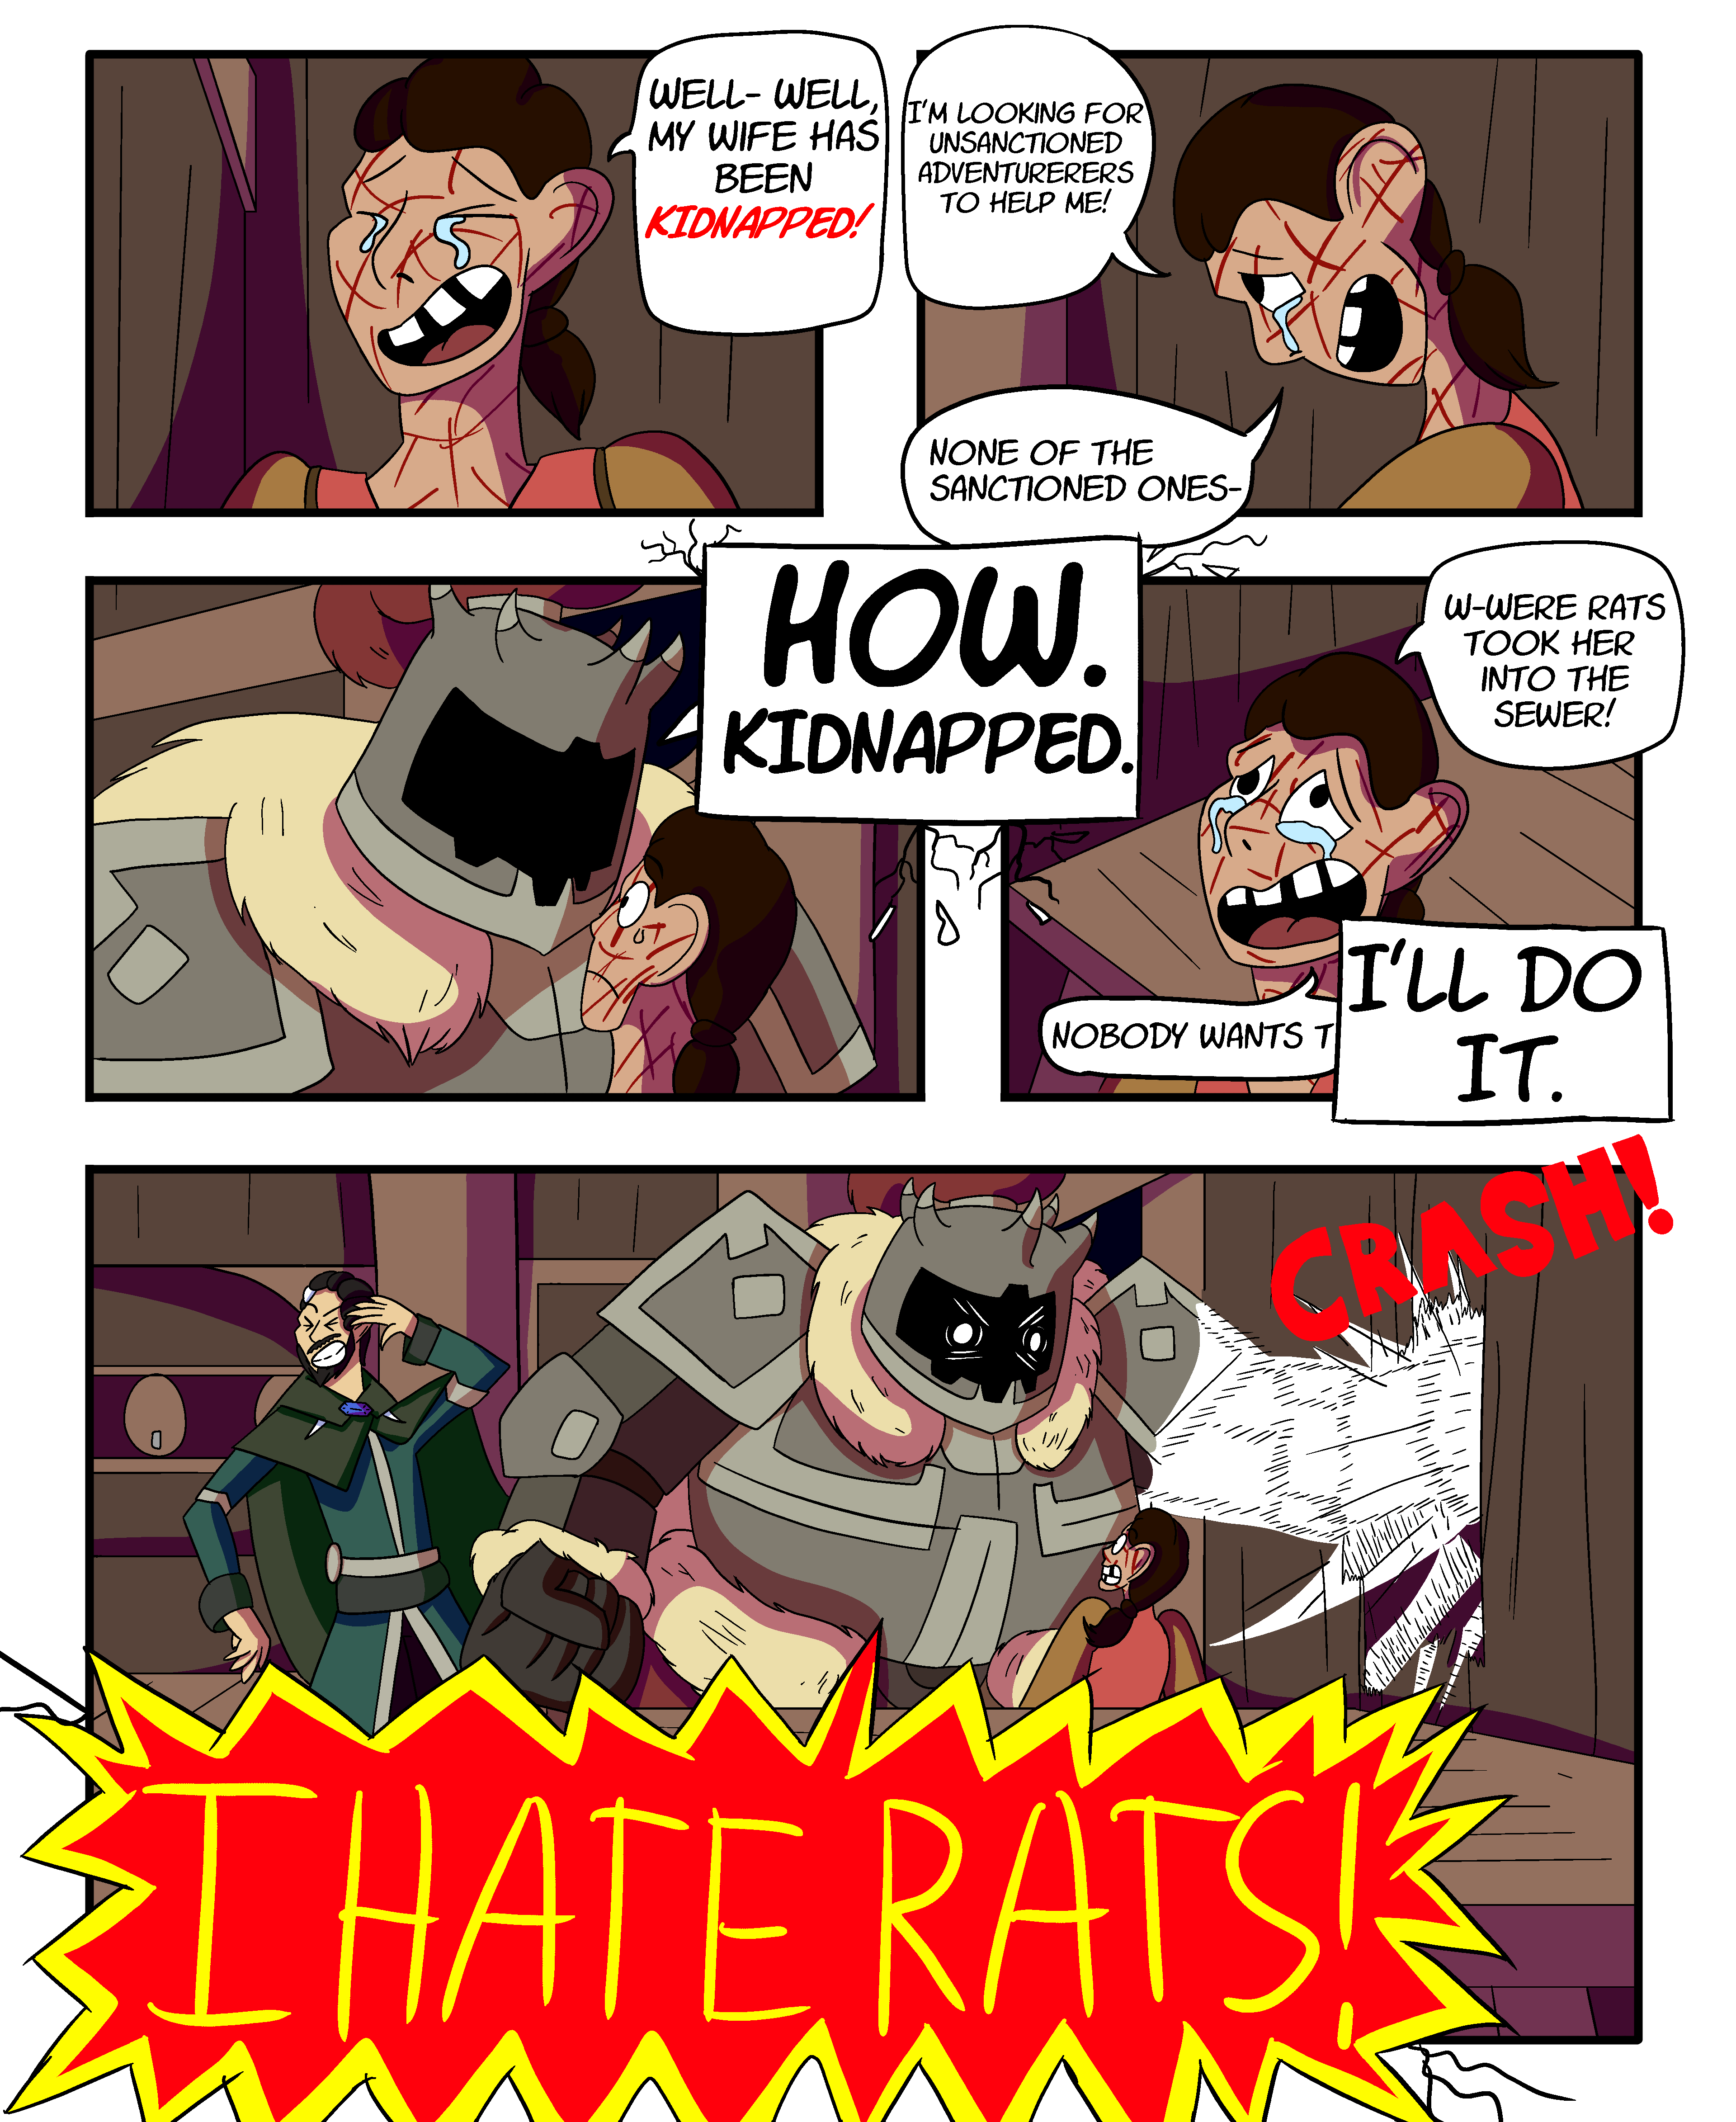 WELL- WELL,
MY WIFE HAS
BEEN
KIDNAPPED!
I'M LOOKING FOR
UNSANCTIONED
ADVENTURERERS
TO HELP ME!
NONE OF THE
SANCTIONED ONES-
HOW.
KIDNAPPED.
W-WERE RATS
TOOK HER
INTO THE
SEWER!
NOBODY WANTS T
I'LL DO
IT.
CRASH!
I HATE RATS!